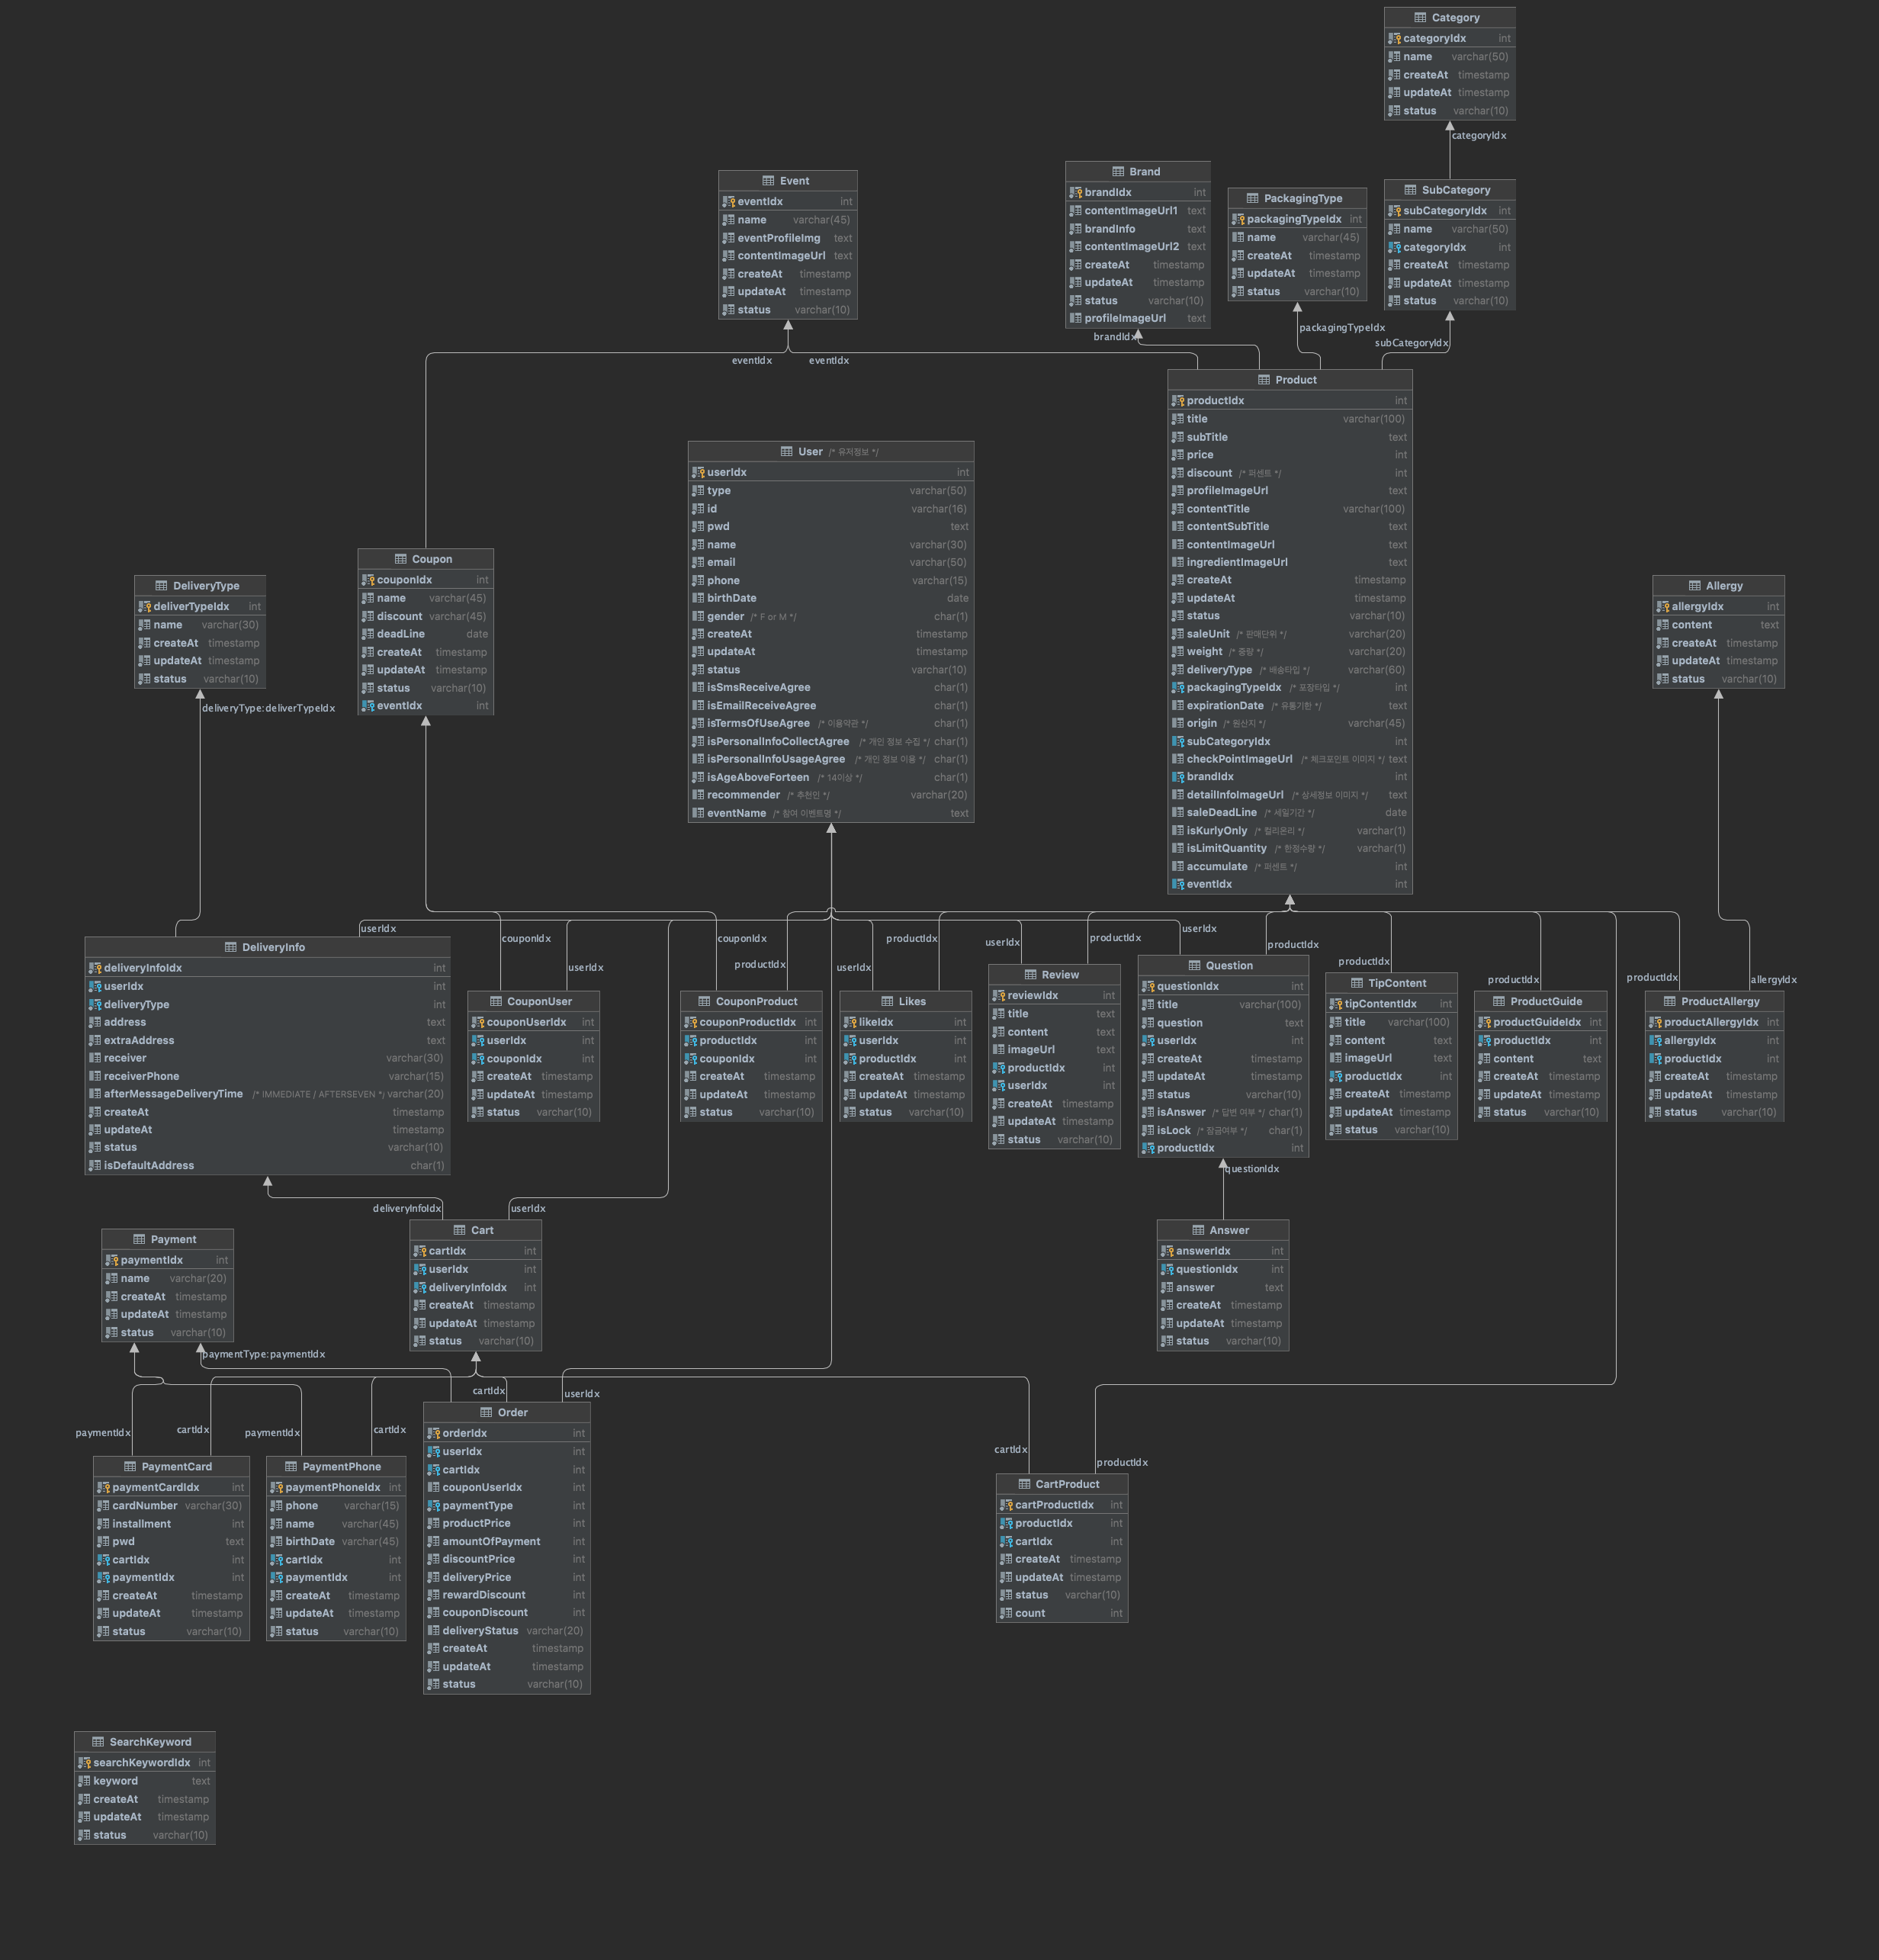 Category
categoryIdx int
name varchar(50)
createAt timestamp
updateAt timestamp
status varchar(10)
categoryIdx
Event
eventIdx int
name varchar(45)
eventProfileImg text
contentImageUrl text
createAt timestamp
updateAt timestamp
status varchar(10)
Brand
brandIdx int
contentImageUrl1 text
brandInfo text
contentImageUrl2 text
createAt timestamp
updateAt timestamp
status varchar(10)
profileImageUrl text
PackagingType
packagingTypeIdx int
name varchar(45)
createAt timestamp
updateAt timestamp
status varchar(10)
SubCategory
subCategoryIdx int
name varchar(50)
categoryIdx int
createAt timestamp
updateAt timestamp
status varchar(10)
eventIdx
eventIdx
brandIdx
packagingTypeIdx
subCategoryIdx
Product
productIdx int
title varchar(100)
subTitle text
price int
discount /* 퍼센트 */ int
profileImageUrl text
contentTitle varchar(100)
contentSubTitle text
contentImageUrl text
ingredientImageUrl text
createAt timestamp
updateAt timestamp
status varchar(10)
saleUnit /* 판매단위 */ varchar(20)
weight /* 중량 */ varchar(20)
deliveryType /* 배송타입 */ varchar(60)
packagingTypeIdx /* 포장타입 */ int
expirationDate /* 유통기한 */ text
origin /* 원산지 */ varchar(45)
subCategoryIdx int
checkPointImageUrl /* 체크포인트 이미지 */ text
brandIdx int
detailInfoImageUrl /* 상세정보 이미지 */ text
saleDeadLine /* 세일기간 */ date
isKurlyOnly /* 컬리온리 */ varchar(1)
isLimitQuantity /* 한정수량 */ varchar(1)
accumulate /* 퍼센트 */ int
eventIdx int
User /* 유저정보 */
userIdx int
type varchar(50)
id varchar(16)
pwd text
name varchar(30)
email varchar(50)
phone varchar(15)
birthDate date
gender /* F or M */ char(1)
createAt timestamp
updateAt timestamp
status varchar(10)
isSmsReceiveAgree char(1)
isEmailReceiveAgree char(1)
isTermsOfUseAgree /* 이용약관 */ char(1)
isPersonalInfoCollectAgree /* 개인 정보 수집 */ char(1)
isPersonalInfoUsageAgree /* 개인 정보 이용 */ char(1)
isAgeAboveForteen /* 14이상 */ char(1)
recommender /* 추천인 */ varchar(20)
eventName /* 참여 이벤트명 */ text
Coupon
couponIdx int
name varchar(45)
discount varchar(45)
deadLine date
createAt timestamp
updateAt timestamp
status varchar(10)
eventIdx int
DeliveryType
deliverTypeIdx int
name varchar(30)
createAt timestamp
updateAt timestamp
status varchar(10)
deliveryType:deliverTypeIdx
Allergy
allergyIdx int
content text
createAt timestamp
updateAt timestamp
status varchar(10)
userIdx
couponIdx
userIdx
couponIdx
productIdx
userIdx
productIdx
userIdx
productIdx
userIdx
productIdx
productIdx
productIdx
productIdx
allergyIdx
DeliveryInfo
deliveryInfoIdx int
userIdx int
deliveryType int
address text
extraAddress text
receiver varchar(30)
receiverPhone varchar(15)
afterMessageDeliveryTime /* IMMEDIATE / AFTERSEVEN */ varchar(20)
createAt timestamp
updateAt timestamp
status varchar(10)
isDefaultAddress char(1)
CouponUser
couponUserIdx int
userIdx int
couponIdx int
createAt timestamp
updateAt timestamp
status varchar(10)
CouponProduct
couponProductIdx int
productIdx int
couponIdx int
createAt timestamp
updateAt timestamp
status varchar(10)
Likes
likeIdx int
userIdx int
productIdx int
createAt timestamp
updateAt timestamp
status varchar(10)
Review
reviewIdx int
title text
content text
imageUrl text
productIdx int
userIdx int
createAt timestamp
updateAt timestamp
status varchar(10)
Question
questionIdx int
title varchar(100)
question text
userIdx int
createAt timestamp
updateAt timestamp
status varchar(10)
isAnswer /* 답변 여부 */ char(1)
isLock /* 잠금여부 */ char(1)
productIdx int
TipContent
tipContentIdx int
title varchar(100)
content text
imageUrl text
productIdx int
createAt timestamp
updateAt timestamp
status varchar(10)
ProductGuide
productGuideIdx int
productIdx int
content text
createAt timestamp
updateAt timestamp
status varchar(10)
ProductAllergy
productAllergyIdx int
allergyIdx int
productIdx int
createAt timestamp
updateAt timestamp
status varchar(10)
questionIdx
deliveryInfoIdx
userIdx
Payment
paymentIdx int
name varchar(20)
createAt timestamp
updateAt timestamp
status varchar(10)
Cart
cartIdx int
userIdx int
deliveryInfoIdx int
createAt timestamp
updateAt timestamp
status varchar(10)
Answer
answerIdx int
questionIdx int
answer text
createAt timestamp
updateAt timestamp
status varchar(10)
paymentType:paymentIdx
cartIdx
userIdx
paymentIdx
cartIdx
paymentIdx
cartIdx
cartIdx
productIdx
PaymentCard
paymentCardIdx int
cardNumber varchar(30)
installment int
pwd text
cartIdx int
paymentIdx int
createAt timestamp
updateAt timestamp
status varchar(10)
PaymentPhone
paymentPhoneIdx int
phone varchar(15)
name varchar(45)
birthDate varchar(45)
cartIdx int
paymentIdx int
createAt timestamp
updateAt timestamp
status varchar(10)
Order
orderIdx int
userIdx int
cartIdx int
couponUserIdx int
paymentType int
productPrice int
amountOfPayment int
discountPrice int
deliveryPrice int
rewardDiscount int
couponDiscount int
deliveryStatus varchar(20)
createAt timestamp
updateAt timestamp
status varchar(10)
CartProduct
cartProductIdx int
productIdx int
cartIdx int
createAt timestamp
updateAt timestamp
status varchar(10)
count int
SearchKeyword
searchKeywordIdx int
keyword text
createAt timestamp
updateAt timestamp
status varchar(10)